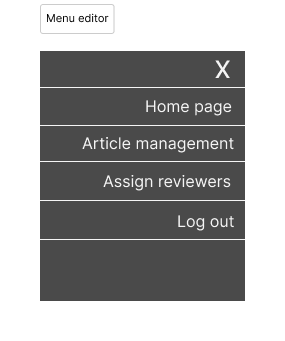 Menu editor
X
Home page
Article management
Assign reviewers
Log out